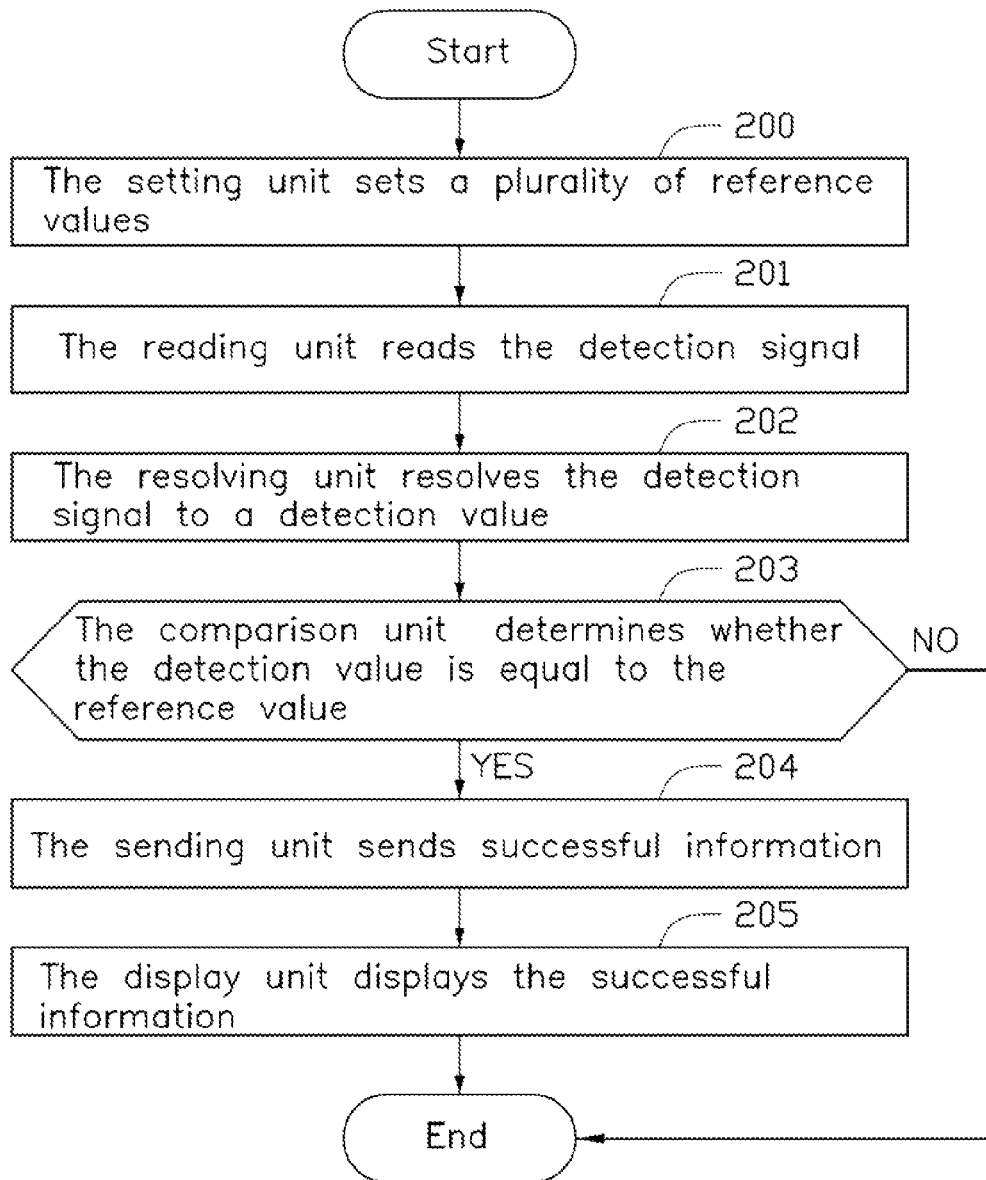 Start
200
The setting unit sets a plurality of reference
values
201
The reading unit reads the detection signal
202
The resolving unit resolves the detection
signal to a detection value
203
The comparison unit determines whether
the detection value is equal to the
reference value
NO
YES
204
The sending unit sends successful information
205
The display unit displays the successful
information
End